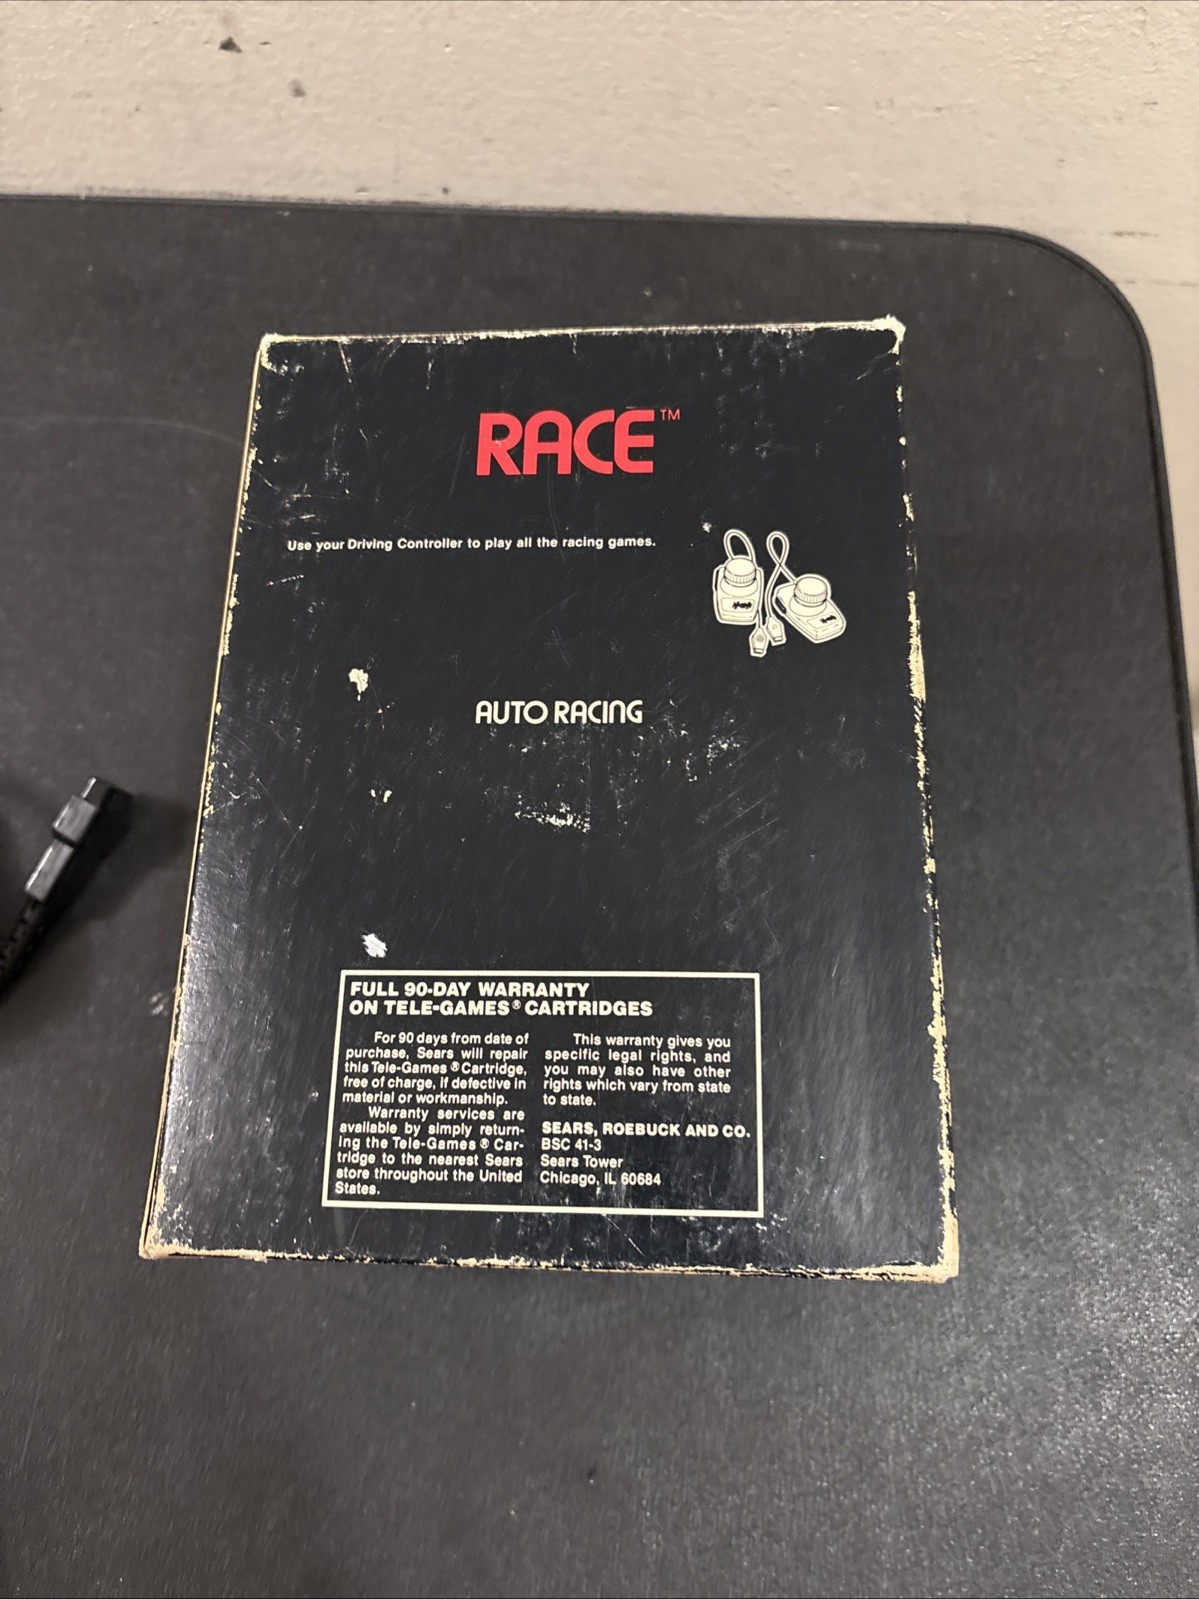 RACE™
Use your Driving Controller to play all the racing games.
AUTO RACING
FULL 90-DAY WARRANTY
ON TELE-GAMES® CARTRIDGES
For 90 days from date of
purchase, Sears will repair
this Tele-Games ® Cartridge,
free of charge, if defective in
material or workmanship.
Warranty services are
available by simply return-
ing the Tele-Games ® Car-
tridge to the nearest Sears
store throughout the United
States.
This warranty gives you
specific legal rights, and
you may also have other
rights which vary from state
to state.
SEARS, ROEBUCK AND CO.
BSC 41-3
Sears Tower
Chicago, IL 60684